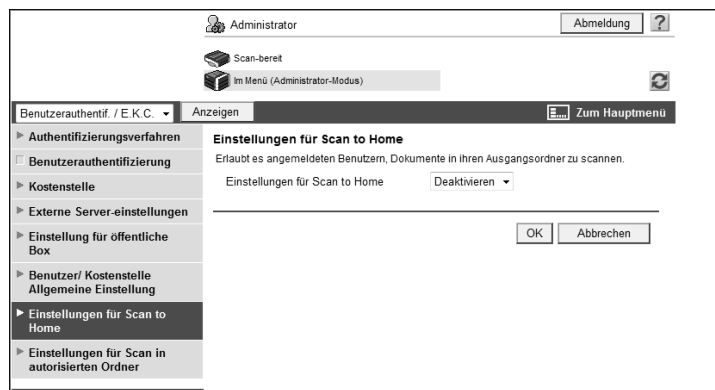 Administrator
Abmeldung
?
Scan-bereit
Im Menü (Administrator-Modus)
Benutzerauthentif. / E.K.C.
Anzeigen
Zum Hauptmenü
Authentifizierungsverfahren
Benutzerauthentifizierung
Kostenstelle
Externe Server-einstellungen
Einstellung für öffentliche
Box
Benutzer/ Kostenstelle
Allgemeine Einstellung
Einstellungen für Scan to
Home
Einstellungen für Scan in
autorisierten Ordner
Einstellungen für Scan to Home
Erlaubt es angemeldeten Benutzern, Dokumente in ihren Ausgangsordner zu scannen.
Einstellungen für Scan to Home
Deaktivieren
OK
Abbrechen